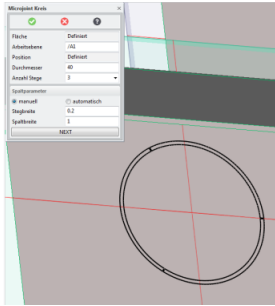 Microjoint Kreis ×
Fläche Definiert
Arbeitsebene /A1
Position Definiert
Durchmesser 40
Anzahl Stege 3
Spaltparameter
manuell automatisch
Stegbreite 0.2
Spaltbreite 1
NEXT